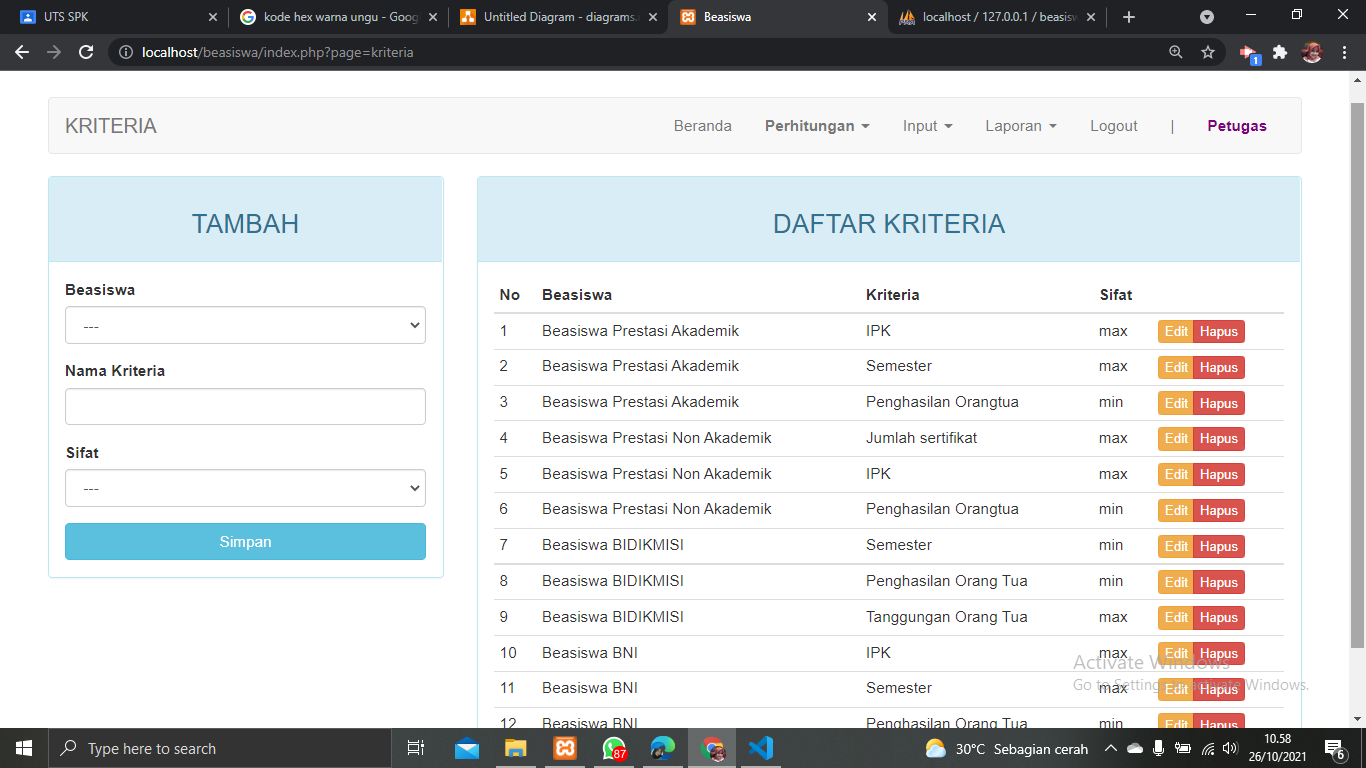 UTS SPK
kode hex warna ungu - Goog
Untitled Diagram - diagrams.
Beasiswa
localhost / 127.0.0.1 / beasisw
localhost/beasiswa/index.php?page=kriteria
1
KRITERIA
Beranda
Perhitungan
Input
Laporan
Logout
|
Petugas
TAMBAH
Beasiswa
---
Nama Kriteria
Sifat
---
Simpan
DAFTAR KRITERIA
No Beasiswa Kriteria Sifat
1 Beasiswa Prestasi Akademik IPK max Edit Hapus
2 Beasiswa Prestasi Akademik Semester max Edit Hapus
3 Beasiswa Prestasi Akademik Penghasilan Orangtua min Edit Hapus
4 Beasiswa Prestasi Non Akademik Jumlah sertifikat max Edit Hapus
5 Beasiswa Prestasi Non Akademik IPK max Edit Hapus
6 Beasiswa Prestasi Non Akademik Penghasilan Orangtua min Edit Hapus
7 Beasiswa BIDIKMISI Semester min Edit Hapus
8 Beasiswa BIDIKMISI Penghasilan Orang Tua min Edit Hapus
9 Beasiswa BIDIKMISI Tanggungan Orang Tua max Edit Hapus
10 Beasiswa BNI IPK max Edit Hapus
11 Beasiswa BNI Semester max Edit Hapus
12 Beasiswa BNI Penghasilan Orang Tua min Edit Hapus
Activate Windows
Go to Settings to activate Windows.
Type here to search
87
30°C Sebagian cerah
10.58
26/10/2021
6